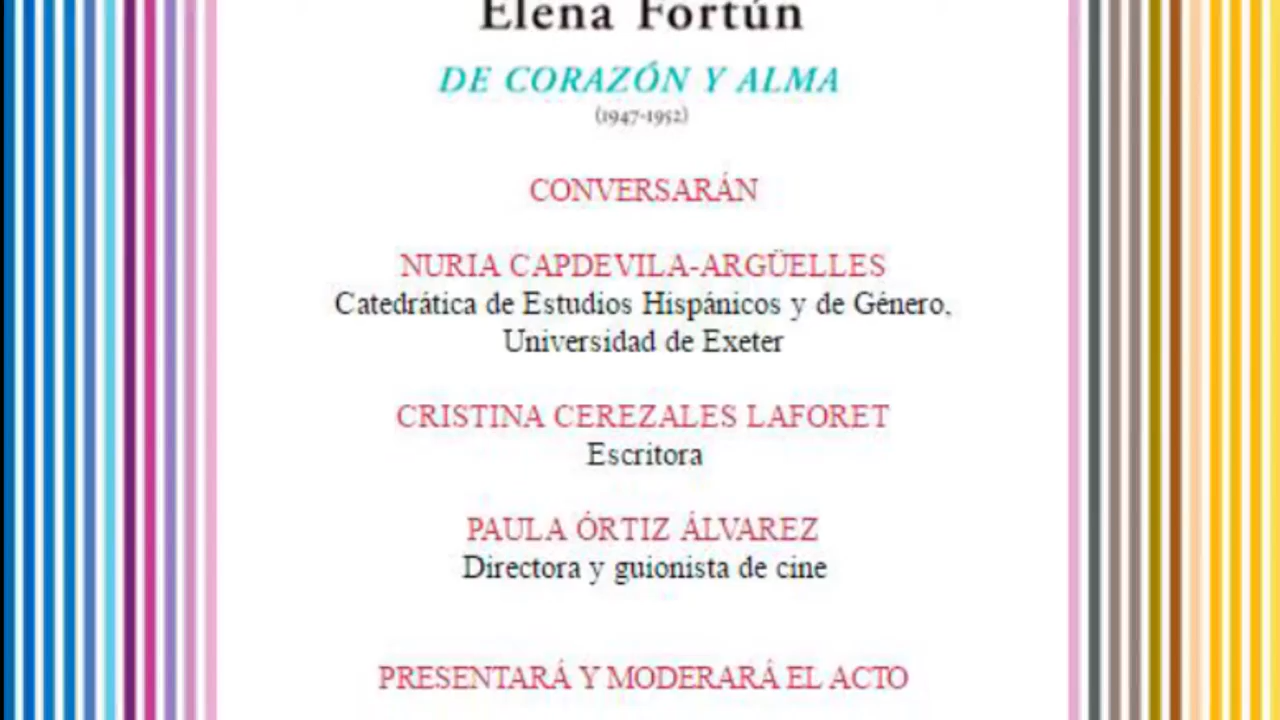 Elena Fortún
DE CORAZÓN Y ALMA
(1947-1952)
CONVERSARÁN
NURIA CAPDEVILA-ARGÜELLES
Catedrática de Estudios Hispánicos y de Género,
Universidad de Exeter
CRISTINA CEREZALES LAFORET
Escritora
PAULA ÓRTIZ ÁLVAREZ
Directora y guionista de cine
PRESENTARÁ Y MODERARÁ EL ACTO